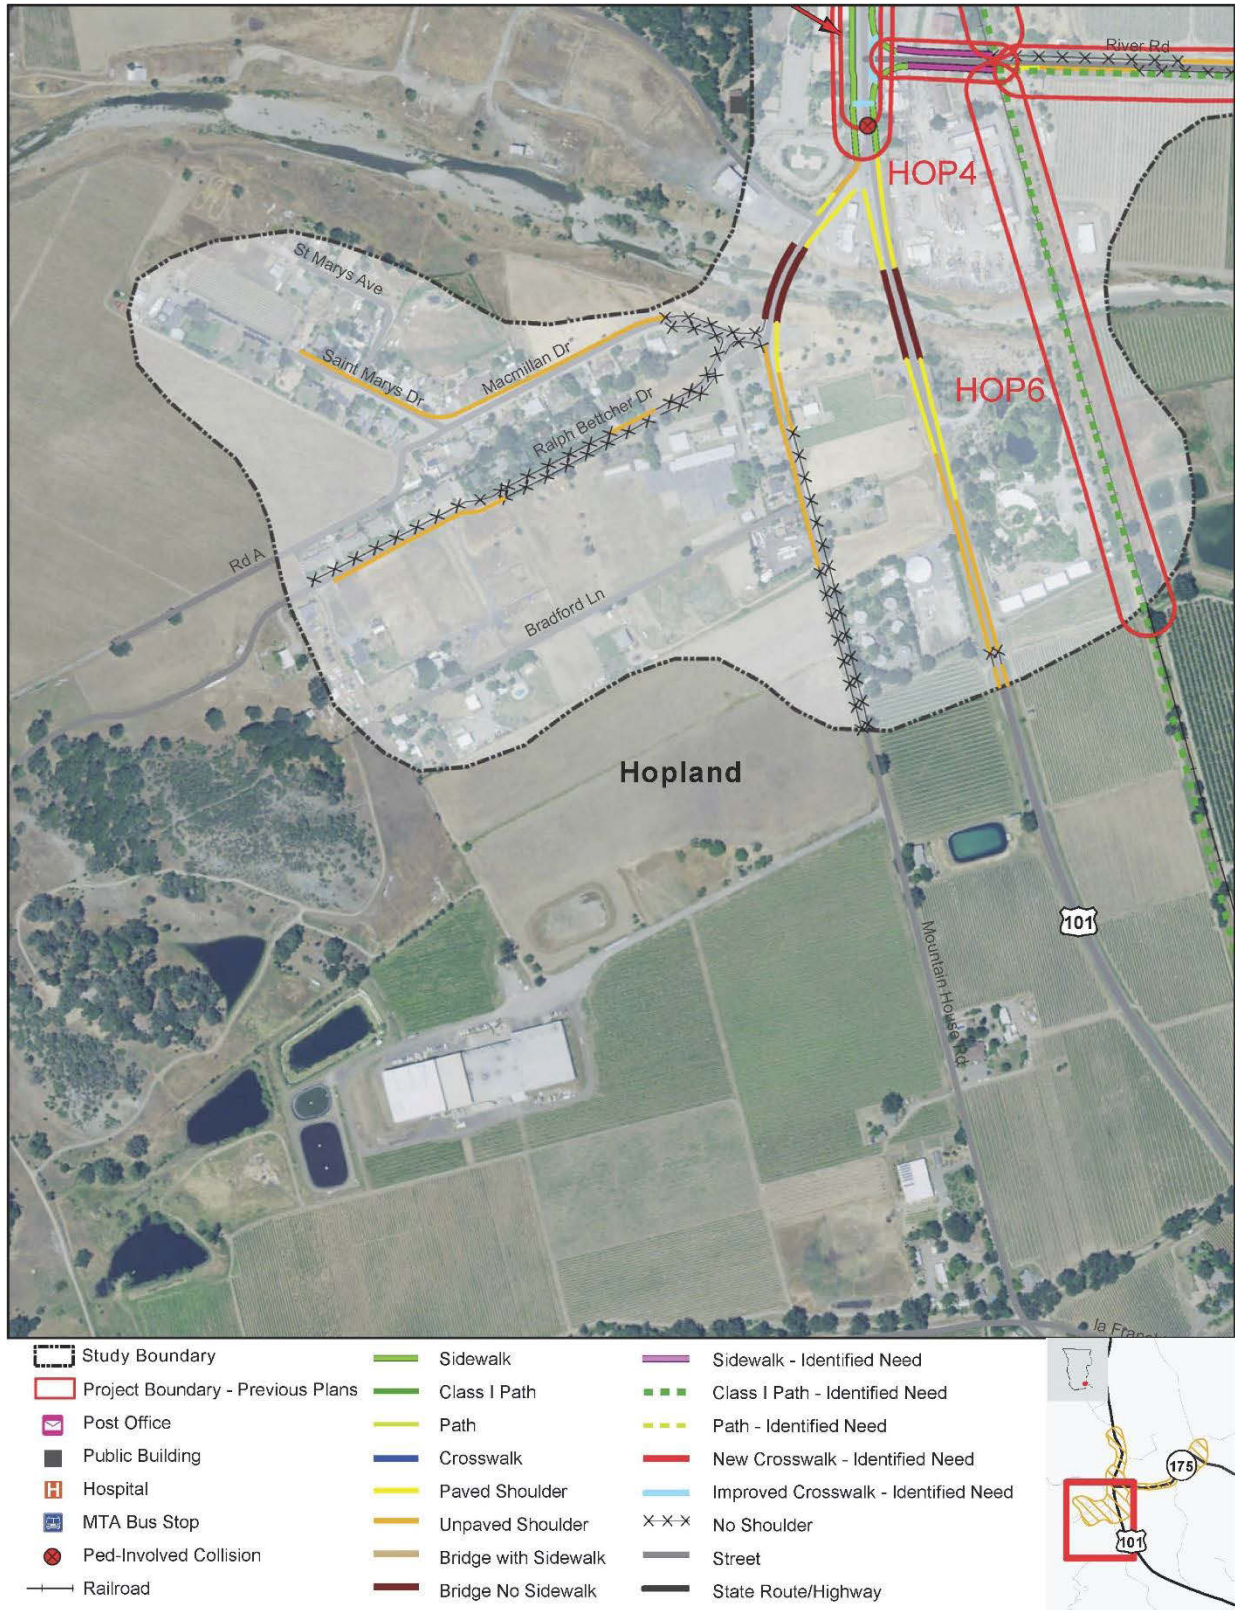 River Rd
HOP4
St Marys Ave
Saint Marys Dr
Macmillan Dr
HOP6
Ralph Bettcher Dr
Rd A
Bradford Ln
Hopland
101
Mountain House Rd
Study Boundary
Project Boundary - Previous Plans
Post Office
Public Building
H Hospital
MTA Bus Stop
Ped-Involved Collision
Railroad
Sidewalk
Class I Path
Path
Crosswalk
Paved Shoulder
Unpaved Shoulder
Bridge with Sidewalk
Bridge No Sidewalk
Sidewalk - Identified Need
Class I Path - Identified Need
Path - Identified Need
New Crosswalk - Identified Need
Improved Crosswalk - Identified Need
No Shoulder
Street
State Route/Highway
175
101